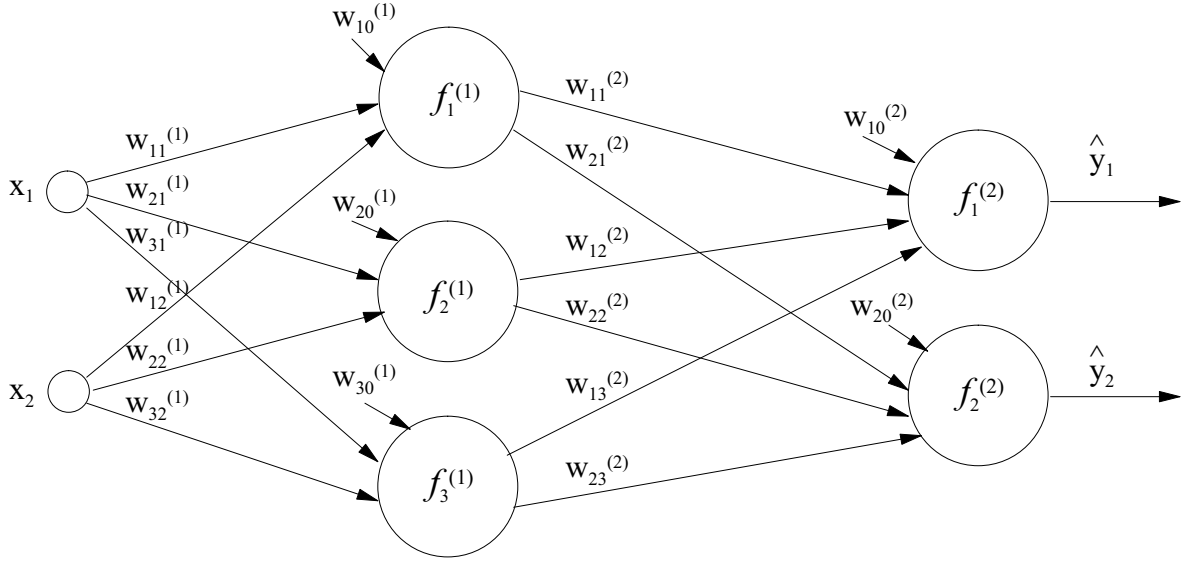 w₁₀⁽¹⁾
f₁⁽¹⁾
w₁₁⁽²⁾
w₁₀⁽²⁾
ŷ₁
w₁₁⁽¹⁾
w₂₁⁽²⁾
x₁
w₂₁⁽¹⁾
w₂₀⁽¹⁾
f₁⁽²⁾
w₃₁⁽¹⁾
w₁₂⁽²⁾
w₁₂⁽¹⁾
f₂⁽¹⁾
w₂₂⁽²⁾
w₂₀⁽²⁾
w₂₂⁽¹⁾
ŷ₂
x₂
w₃₀⁽¹⁾
w₁₃⁽²⁾
f₂⁽²⁾
w₃₂⁽¹⁾
f₃⁽¹⁾
w₂₃⁽²⁾